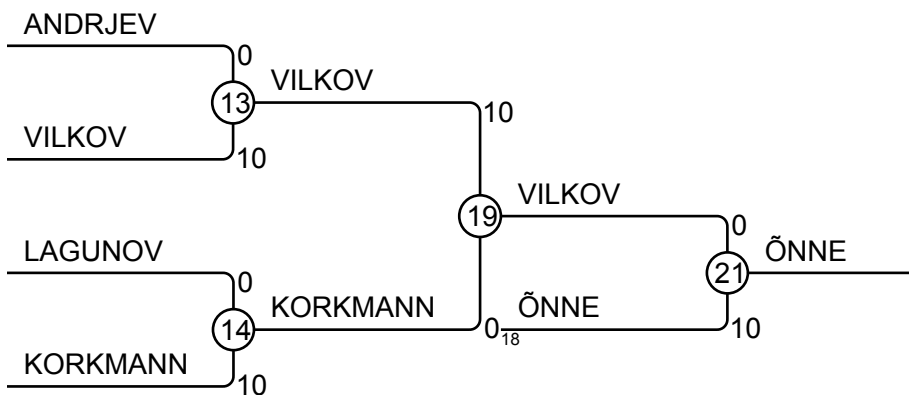 ANDRJEV
0
13
VILKOV
10
VILKOV
10
19
VILKOV
0
LAGUNOV
0
21
ÕNNE
14
KORKMANN
0
18
ÕNNE
10
KORKMANN
10